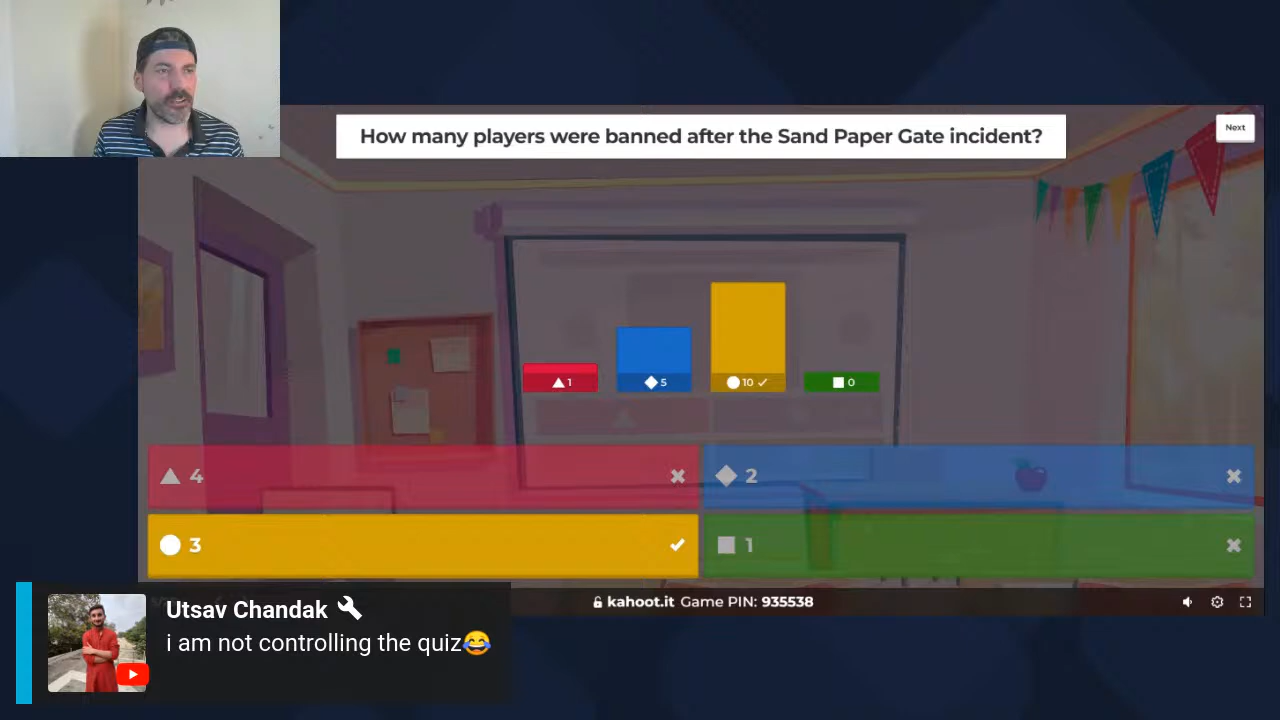 How many players were banned after the Sand Paper Gate incident?
Next
1
5
10
0
4
2
3
1
kahoot.it Game PIN: 935538
Utsav Chandak
i am not controlling the quiz😂